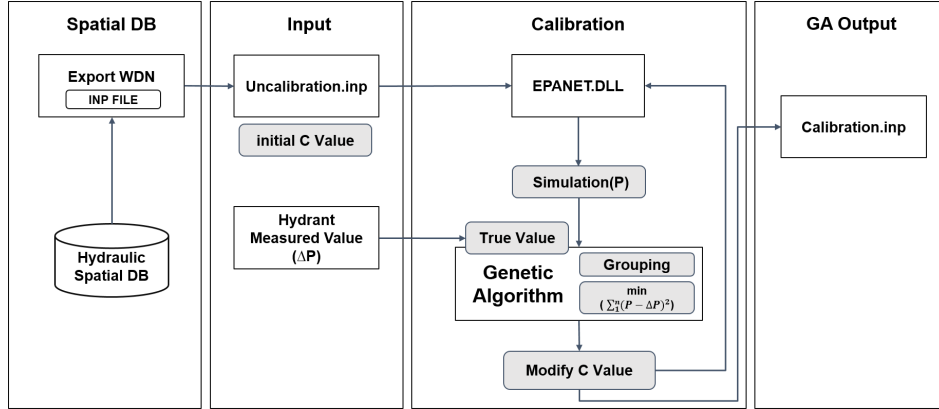 Spatial DB
Export WDN
INP FILE
Hydraulic
Spatial DB
Input
Uncalibration.inp
initial C Value
Hydrant
Measured Value
(ΔP)
Calibration
EPANET.DLL
Simulation(P)
True Value
Genetic
Algorithm
Grouping
min
( ∑₁ⁿ(P − ΔP)²)
Modify C Value
GA Output
Calibration.inp